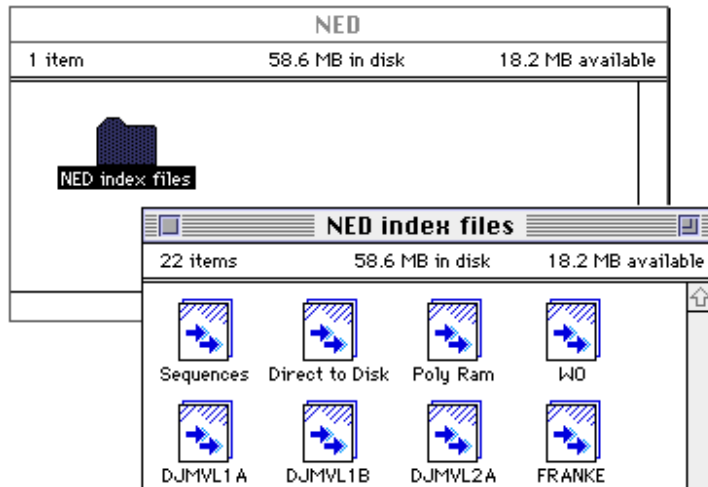 NED
1 item 58.6 MB in disk 18.2 MB available
NED index files
NED index files
22 items 58.6 MB in disk 18.2 MB available
Sequences Direct to Disk Poly Ram W0
DJMVL1A DJMVL1B DJMVL2A FRANKE